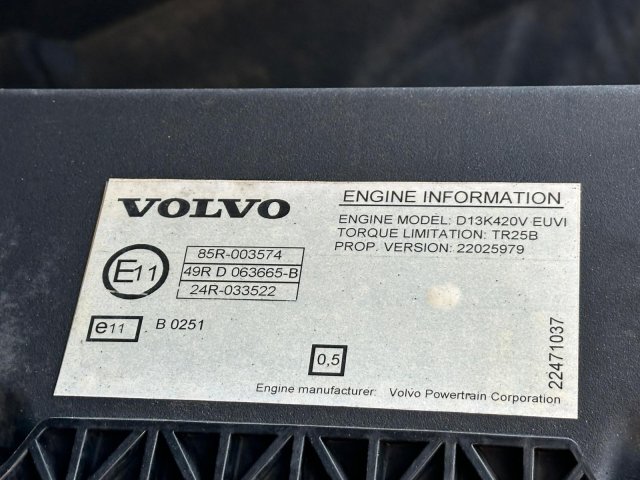 VOLVO
ENGINE INFORMATION
ENGINE MODEL: D13K420V EUVI
TORQUE LIMITATION: TR25B
PROP. VERSION: 22025979
E11
85R-003574
49R D 063665-B
24R-033522
e11 B 0251
0,5
Engine manufacturer: Volvo Powertrain Corporation
22471037